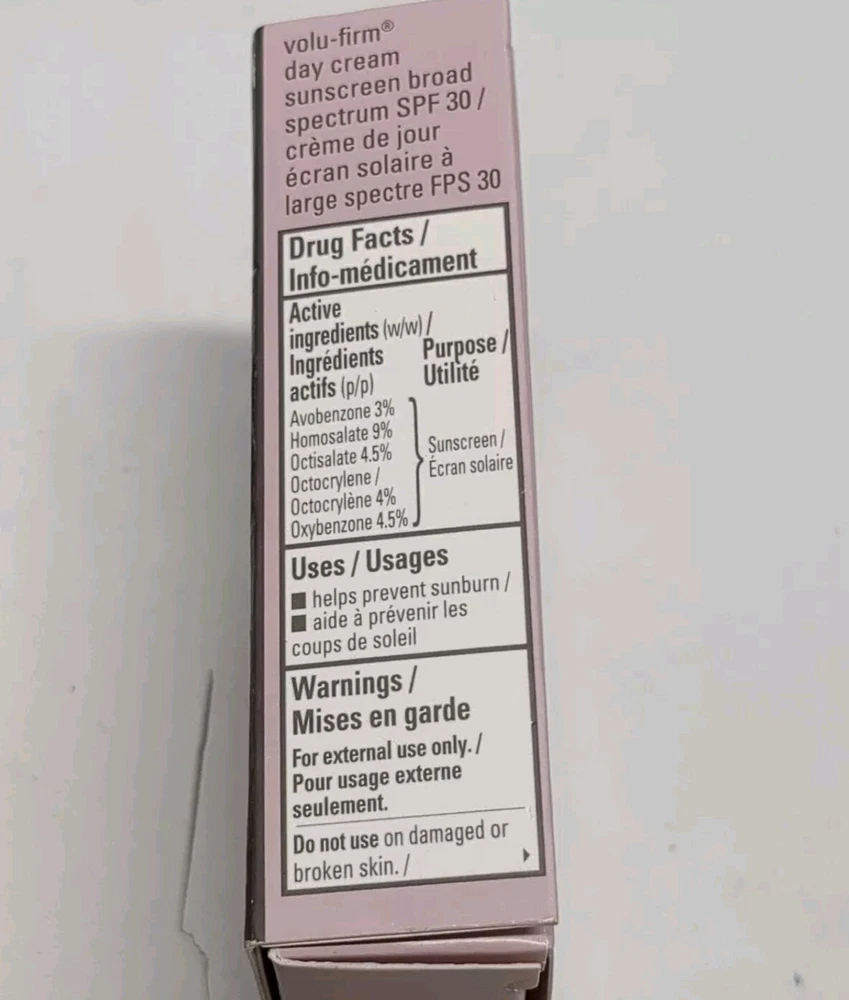 volu-firm®
day cream
sunscreen broad
spectrum SPF 30 /
crème de jour
écran solaire à
large spectre FPS 30
Drug Facts /
Info-médicament
Active
ingredients (w/w) /
Ingrédients
actifs (p/p)
Purpose /
Utilité
Avobenzone 3%
Homosalate 9%
Octisalate 4.5%
Octocrylene /
Octocrylène 4%
Oxybenzone 4.5%
Sunscreen /
Écran solaire
Uses / Usages
■ helps prevent sunburn /
■ aide à prévenir les
coups de soleil
Warnings /
Mises en garde
For external use only. /
Pour usage externe
seulement.
Do not use on damaged or
broken skin. /